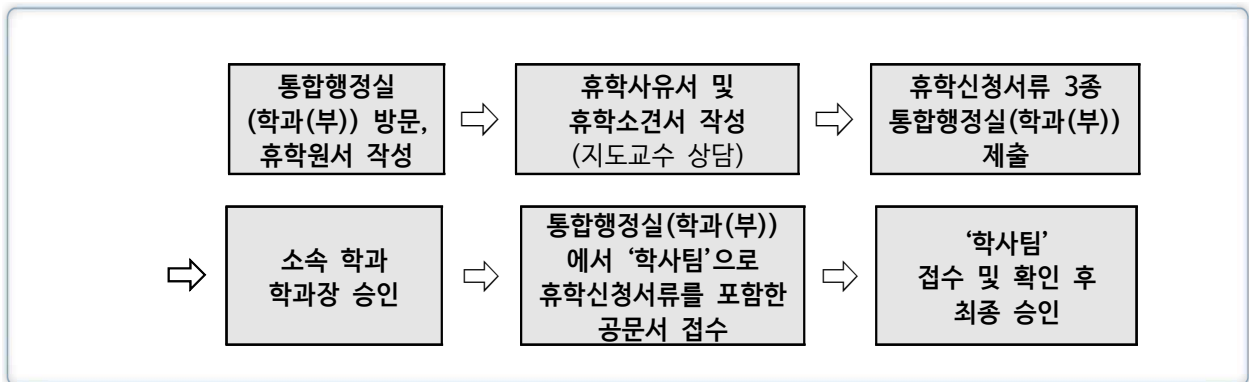 통합행정실
(학과(부)) 방문,
휴학원서 작성
⇨
휴학사유서 및
휴학소견서 작성
(지도교수 상담)
⇨
휴학신청서류 3종
통합행정실(학과(부))
제출
⇨
소속 학과
학과장 승인
⇨
통합행정실(학과(부))
에서 ‘학사팀’으로
휴학신청서류를 포함한
공문서 접수
⇨
‘학사팀’
접수 및 확인 후
최종 승인